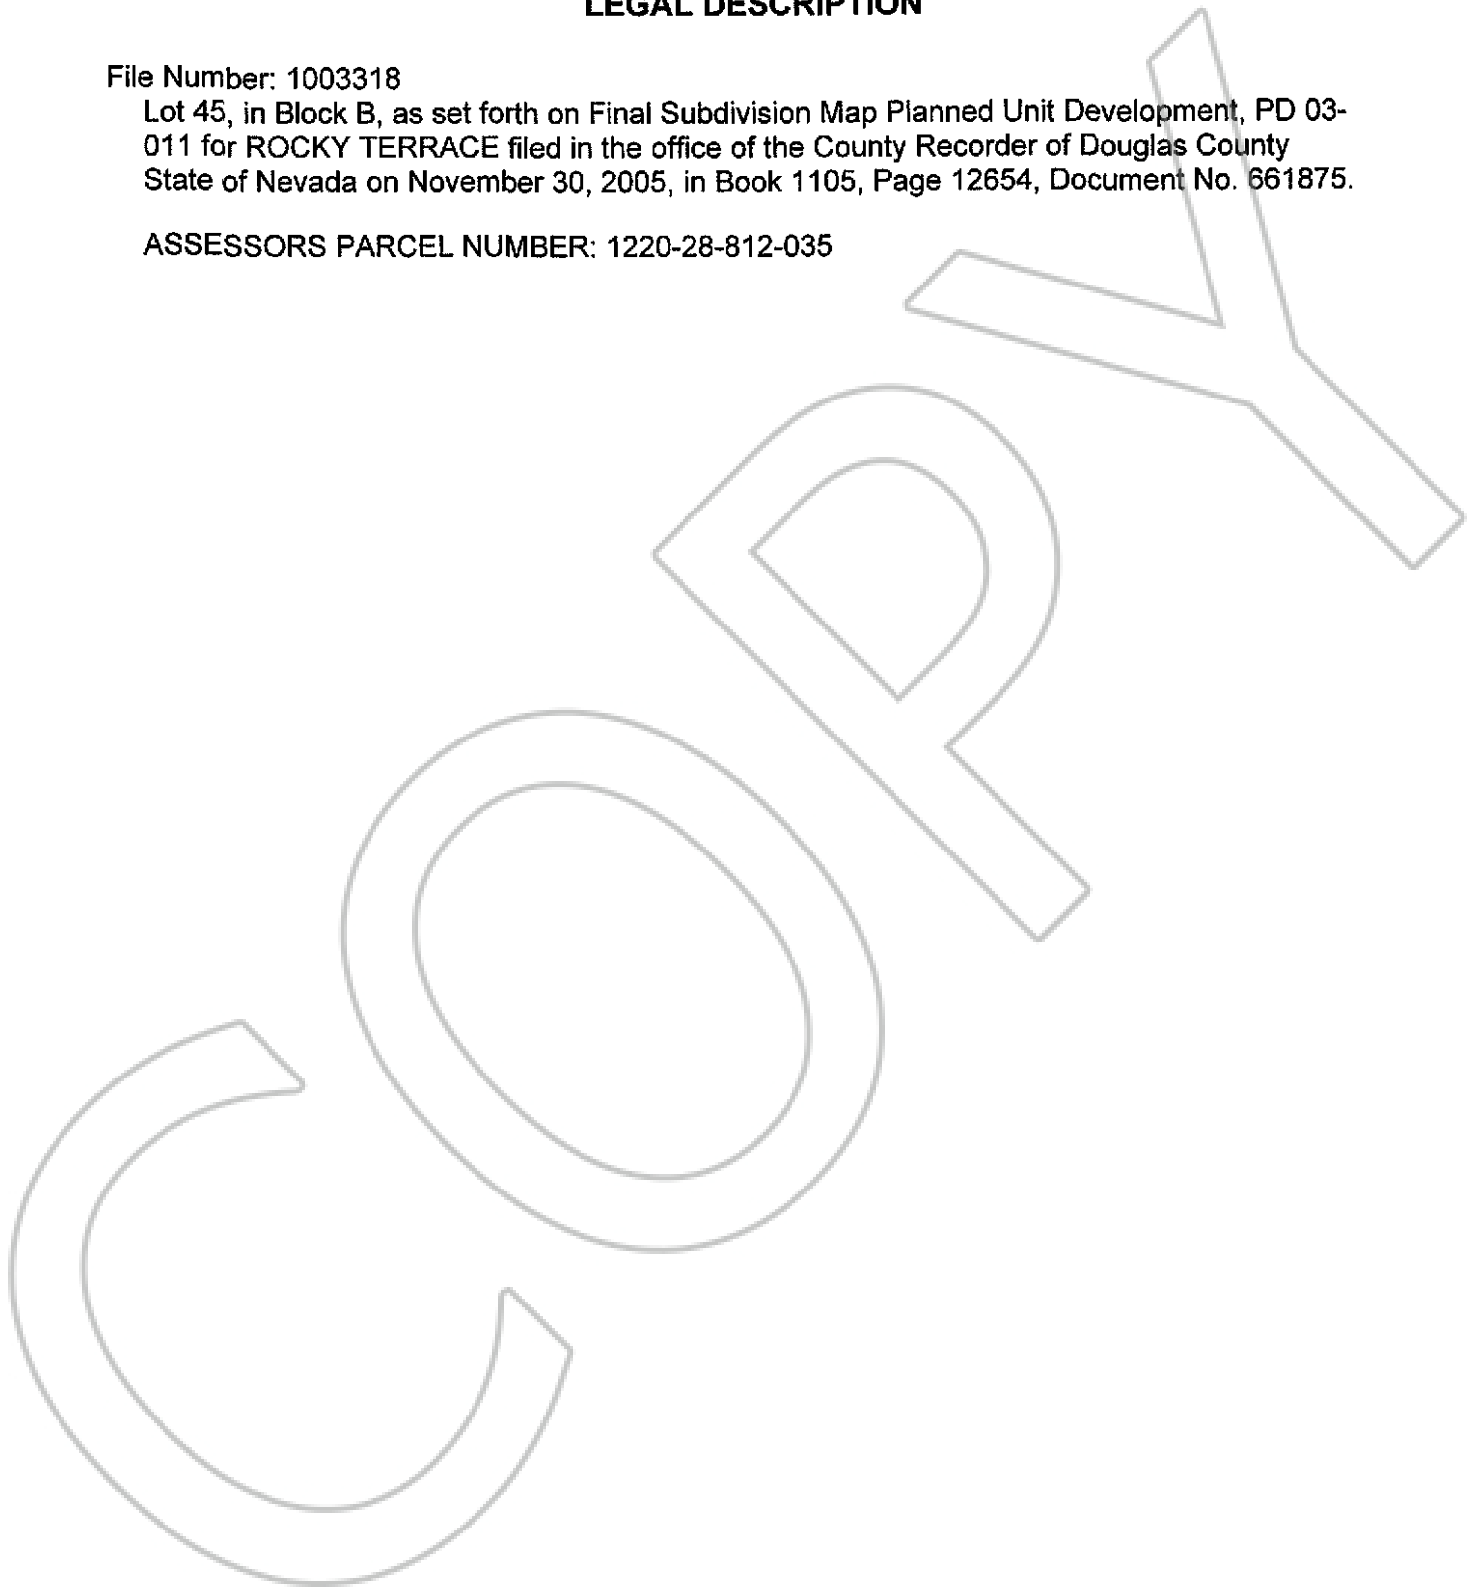 LEGAL DESCRIPTION
File Number: 1003318
Lot 45, in Block B, as set forth on Final Subdivision Map Planned Unit Development, PD 03-
011 for ROCKY TERRACE filed in the office of the County Recorder of Douglas County
State of Nevada on November 30, 2005, in Book 1105, Page 12654, Document No. 661875.
ASSESSORS PARCEL NUMBER: 1220-28-812-035
COPY